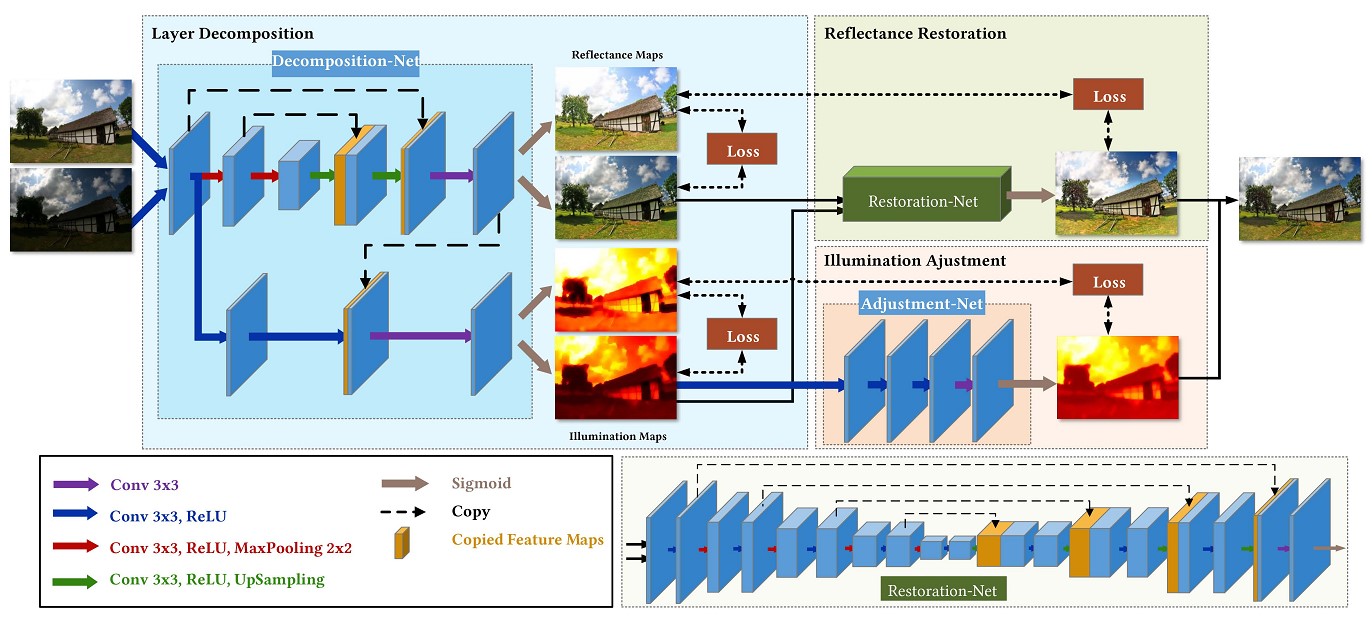 Layer Decomposition
Decomposition-Net
Reflectance Maps
Loss
Loss
Illumination Maps
Reflectance Restoration
Loss
Restoration-Net
Illumination Ajustment
Loss
Adjustment-Net
Conv 3x3
Conv 3x3, ReLU
Conv 3x3, ReLU, MaxPooling 2x2
Conv 3x3, ReLU, UpSampling
Sigmoid
Copy
Copied Feature Maps
Restoration-Net